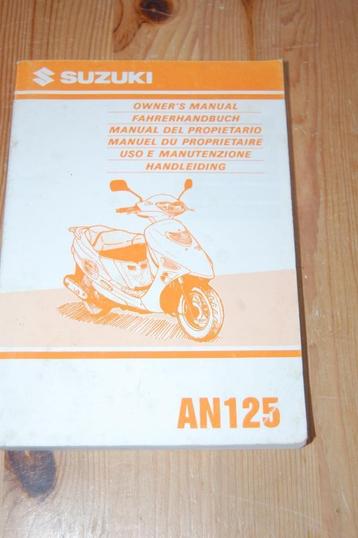 SUZUKI
OWNER'S MANUAL
FAHRERHANDBUCH
MANUAL DEL PROPIETARIO
MANUEL DU PROPRIETAIRE
USO E MANUTENZIONE
HANDLEIDING
AN125